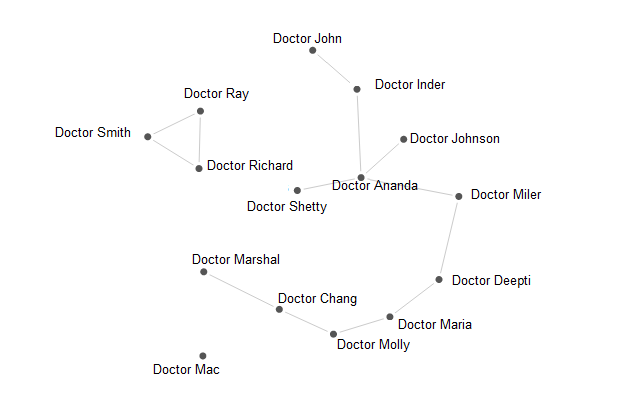 Doctor John
Doctor Inder
Doctor Ray
Doctor Smith
Doctor Johnson
Doctor Richard
Doctor Ananda
Doctor Miler
Doctor Shetty
Doctor Marshal
Doctor Deepti
Doctor Chang
Doctor Maria
Doctor Molly
Doctor Mac